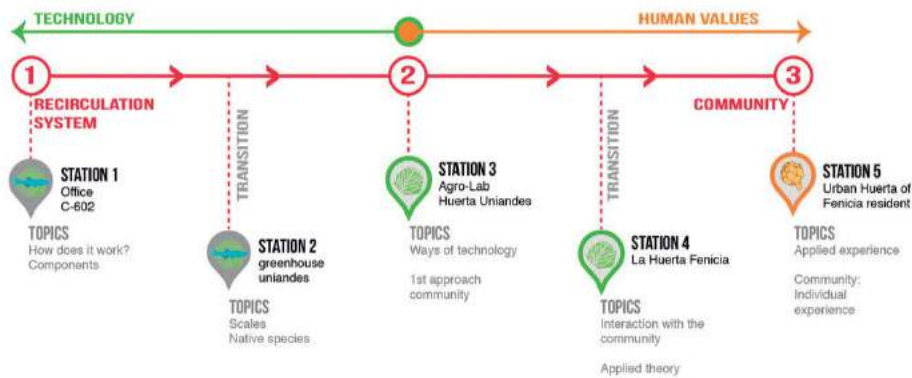 TECHNOLOGY
HUMAN VALUES
1
2
3
RECIRCULATION
SYSTEM
COMMUNITY
TRANSITION
TRANSITION
STATION 1
Office
C-602
TOPICS
How does it work?
Components
STATION 2
greenhouse
uniandes
TOPICS
Scales
Native species
STATION 3
Agro-Lab
Huerta Uniandes
TOPICS
Ways of technology
1st approach
community
STATION 4
La Huerta Fenicia
TOPICS
Interaction with the
community
Applied theory
STATION 5
Urban Huerta of
Fenicia resident
TOPICS
Applied experience
Community:
Individual
experience